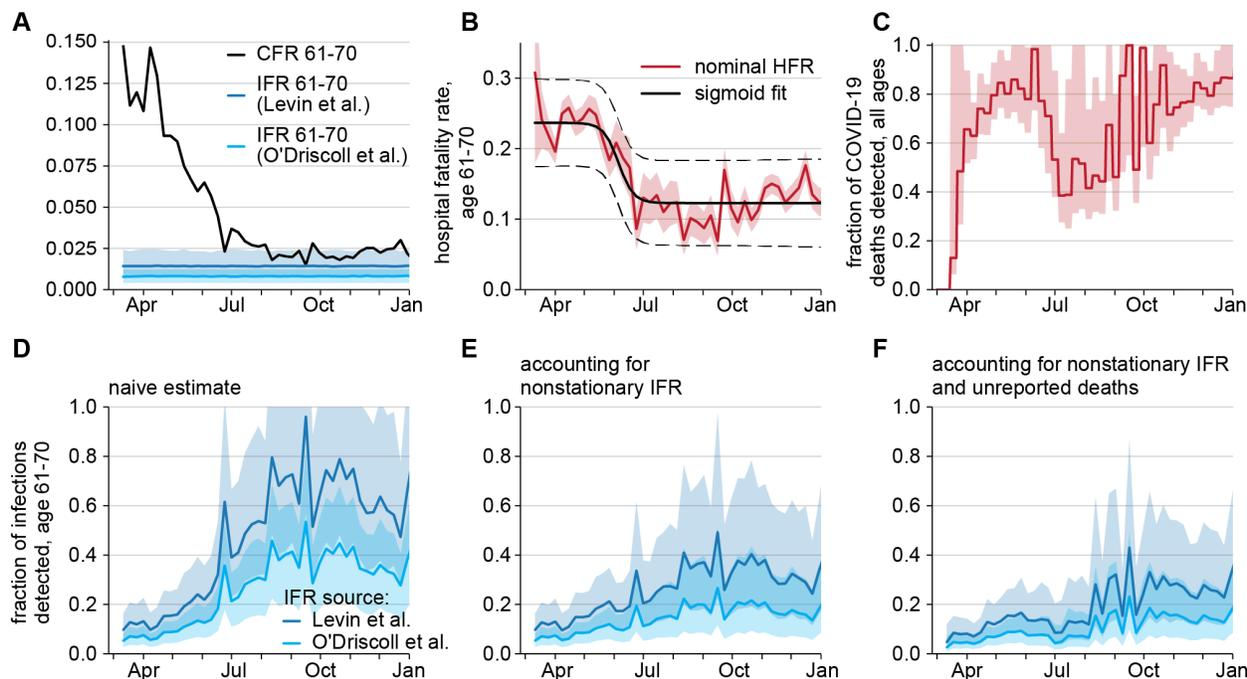 A
0.150
0.125
0.100
0.075
0.050
0.025
0.000
CFR 61-70
IFR 61-70
(Levin et al.)
IFR 61-70
(O'Driscoll et al.)
Apr
Jul
Oct
Jan
B
hospital fatality rate,
age 61-70
0.3
0.2
0.1
0.0
nominal HFR
sigmoid fit
Apr
Jul
Oct
Jan
C
fraction of COVID-19
deaths detected, all ages
1.0
0.8
0.6
0.4
0.2
0.0
Apr
Jul
Oct
Jan
D
naive estimate
fraction of infections
detected, age 61-70
1.0
0.8
0.6
0.4
0.2
0.0
IFR source:
Levin et al.
O'Driscoll et al.
Apr
Jul
Oct
Jan
E
accounting for
nonstationary IFR
1.0
0.8
0.6
0.4
0.2
0.0
Apr
Jul
Oct
Jan
F
accounting for nonstationary IFR
and unreported deaths
1.0
0.8
0.6
0.4
0.2
0.0
Apr
Jul
Oct
Jan